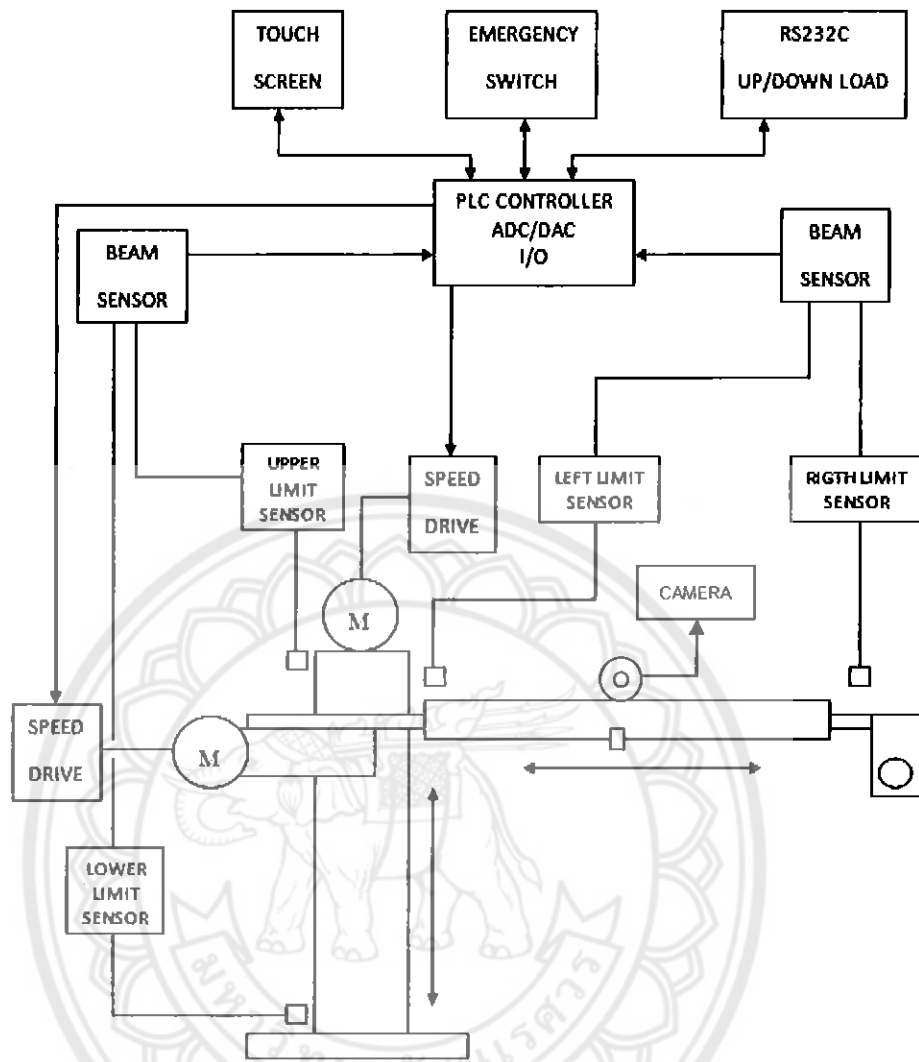 TOUCH
SCREEN
EMERGENCY
SWITCH
RS232C
UP/DOWN LOAD
PLC CONTROLLER
ADC/DAC
I/O
BEAM
SENSOR
BEAM
SENSOR
UPPER
LIMIT
SENSOR
SPEED
DRIVE
LEFT LIMIT
SENSOR
RIGTH LIMIT
SENSOR
CAMERA
M
SPEED
DRIVE
M
LOWER
LIMIT
SENSOR